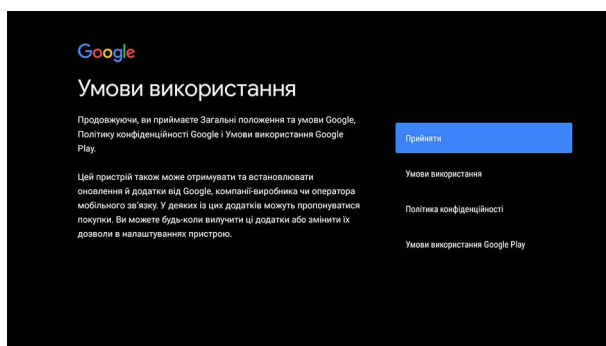 Google
Умови використання
Продовжуючи, ви приймаєте Загальні положення та умови Google,
Політику конфіденційності Google і Умови використання Google
Play.
Цей пристрій також може отримувати та встановлювати
оновлення й додатки від Google, компанії-виробника чи оператора
мобільного зв’язку. У деяких із цих додатків можуть пропонуватися
покупки. Ви можете будь-коли вилучити ці додатки або змінити їх
дозволи в налаштуваннях пристрою.
Прийняти
Умови використання
Політика конфіденційності
Умови використання Google Play